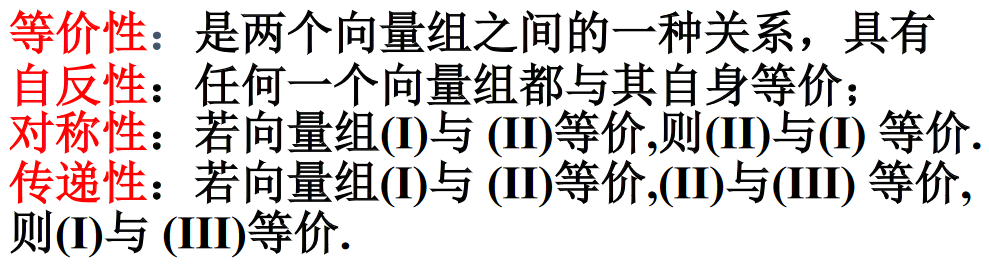 等价性：是两个向量组之间的一种关系，具有
自反性：任何一个向量组都与其自身等价；
对称性：若向量组(I)与 (II)等价,则(II)与(I) 等价.
传递性：若向量组(I)与 (II)等价,(II)与(III) 等价,
则(I)与 (III)等价.